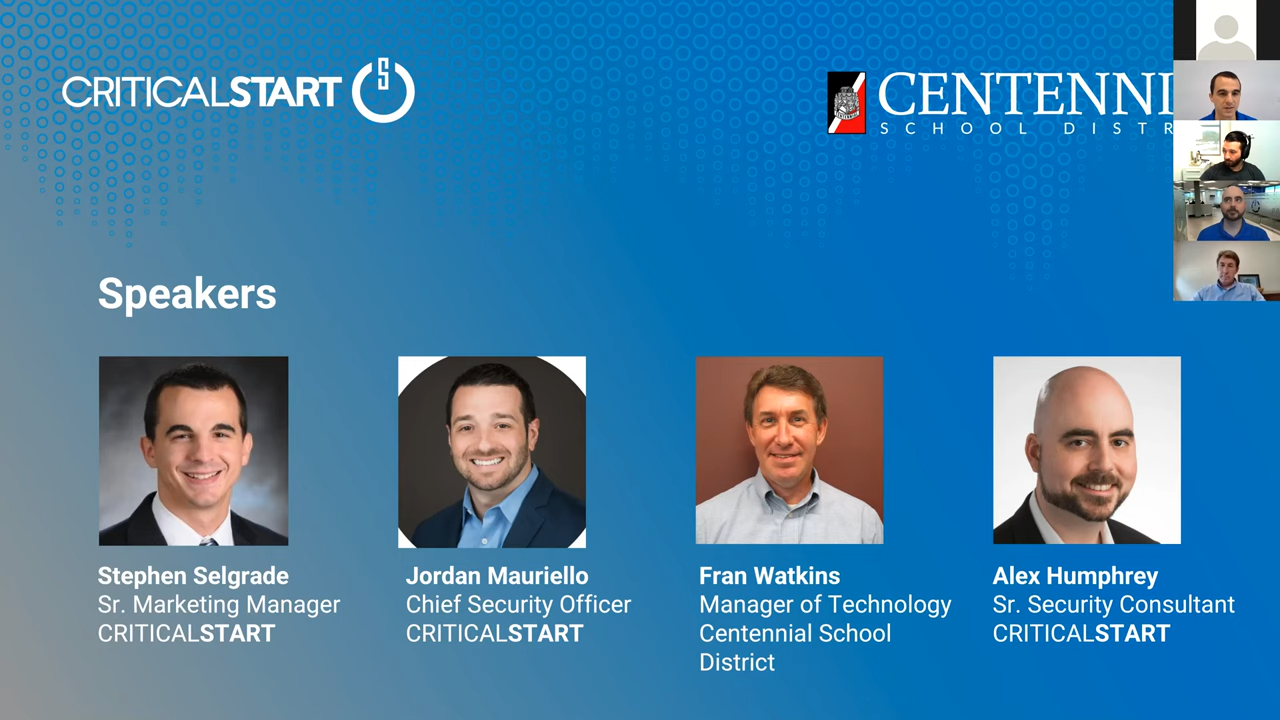 CRITICALSTART
CENTENNI
SCHOOL DISTR
Speakers
Stephen Selgrade
Sr. Marketing Manager
CRITICALSTART
Jordan Mauriello
Chief Security Officer
CRITICALSTART
Fran Watkins
Manager of Technology
Centennial School
District
Alex Humphrey
Sr. Security Consultant
CRITICALSTART